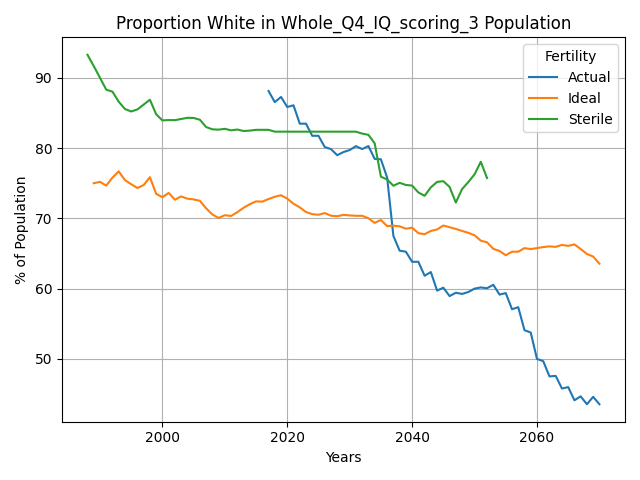 Proportion White in Whole_Q4_IQ_scoring_3 Population
Fertility
Actual
Ideal
Sterile
% of Population
90
80
70
60
50
2000
2020
2040
2060
Years